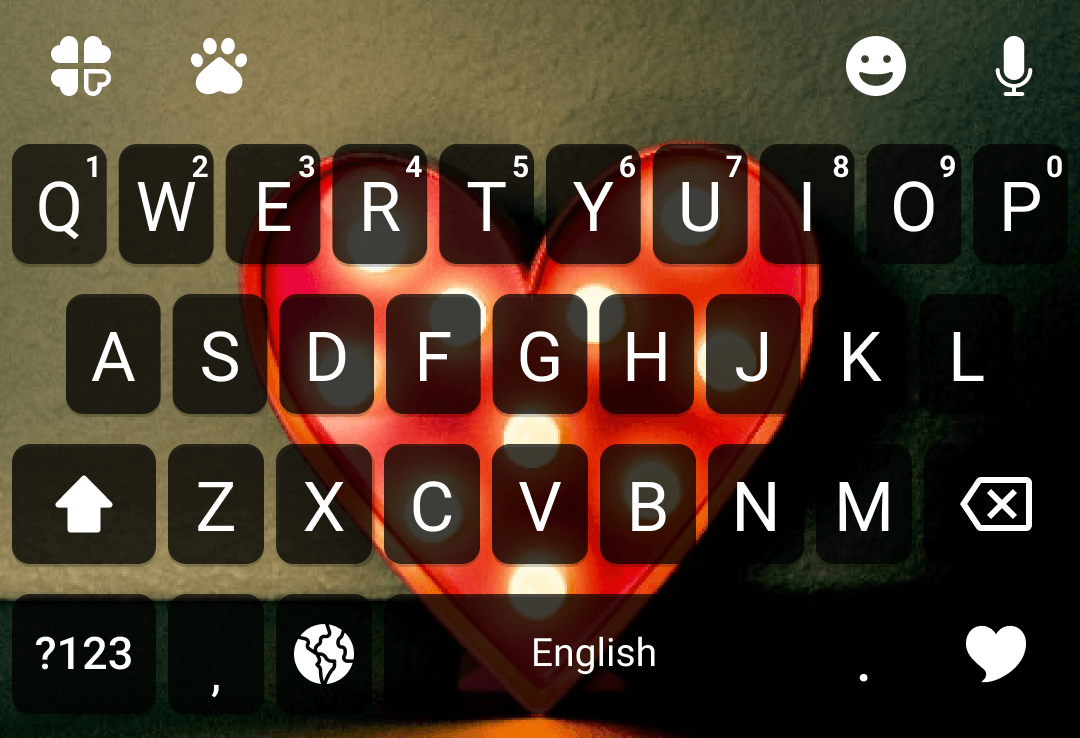 Q 1 W 2 E 3 R 4 T 5 Y 6 U 7 I 8 O 9 P 0
A S D F G H J K L
Z X C V B N M
?123 , English .